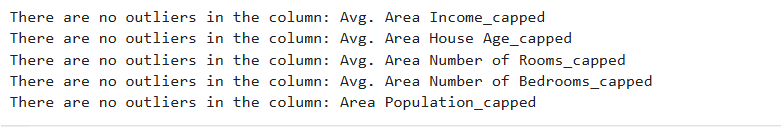 There are no outliers in the column: Avg. Area Income_capped
There are no outliers in the column: Avg. Area House Age_capped
There are no outliers in the column: Avg. Area Number of Rooms_capped
There are no outliers in the column: Avg. Area Number of Bedrooms_capped
There are no outliers in the column: Area Population_capped